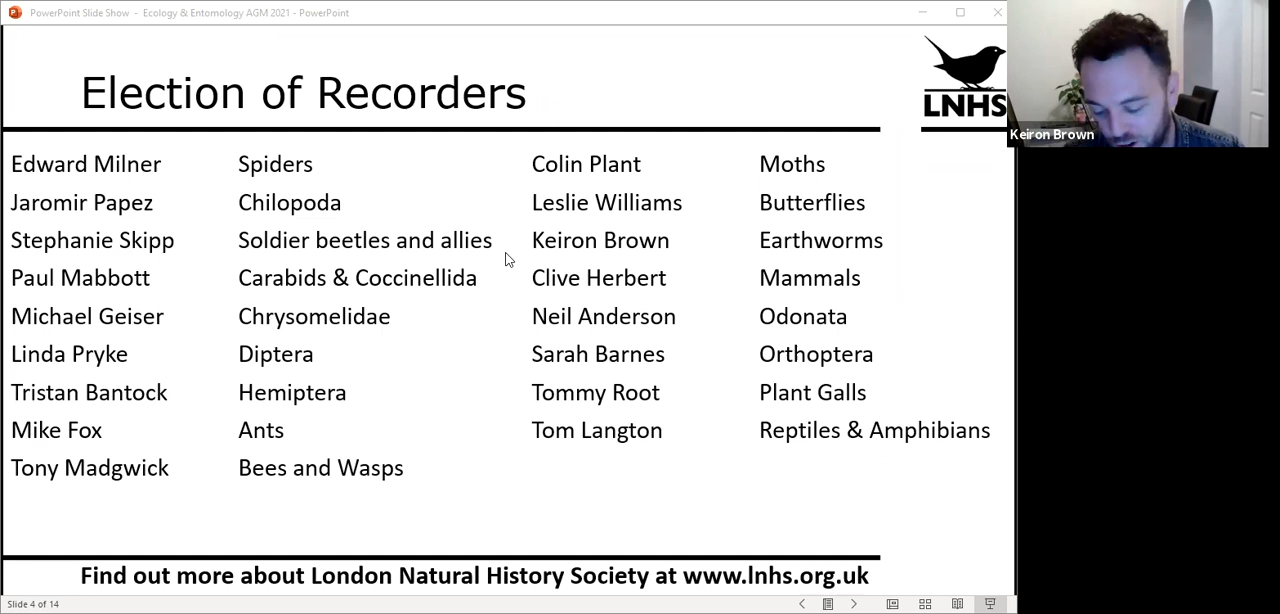 PowerPoint Slide Show - Ecology & Entomology AGM 2021 - PowerPoint
Election of Recorders
LNHS
Keiron Brown
Edward Milner Spiders Colin Plant Moths
Jaromir Papez Chilopoda Leslie Williams Butterflies
Stephanie Skipp Soldier beetles and allies Keiron Brown Earthworms
Paul Mabbott Carabids & Coccinellida Clive Herbert Mammals
Michael Geiser Chrysomelidae Neil Anderson Odonata
Linda Pryke Diptera Sarah Barnes Orthoptera
Tristan Bantock Hemiptera Tommy Root Plant Galls
Mike Fox Ants Tom Langton Reptiles & Amphibians
Tony Madgwick Bees and Wasps
Find out more about London Natural History Society at www.lnhs.org.uk
Slide 4 of 14